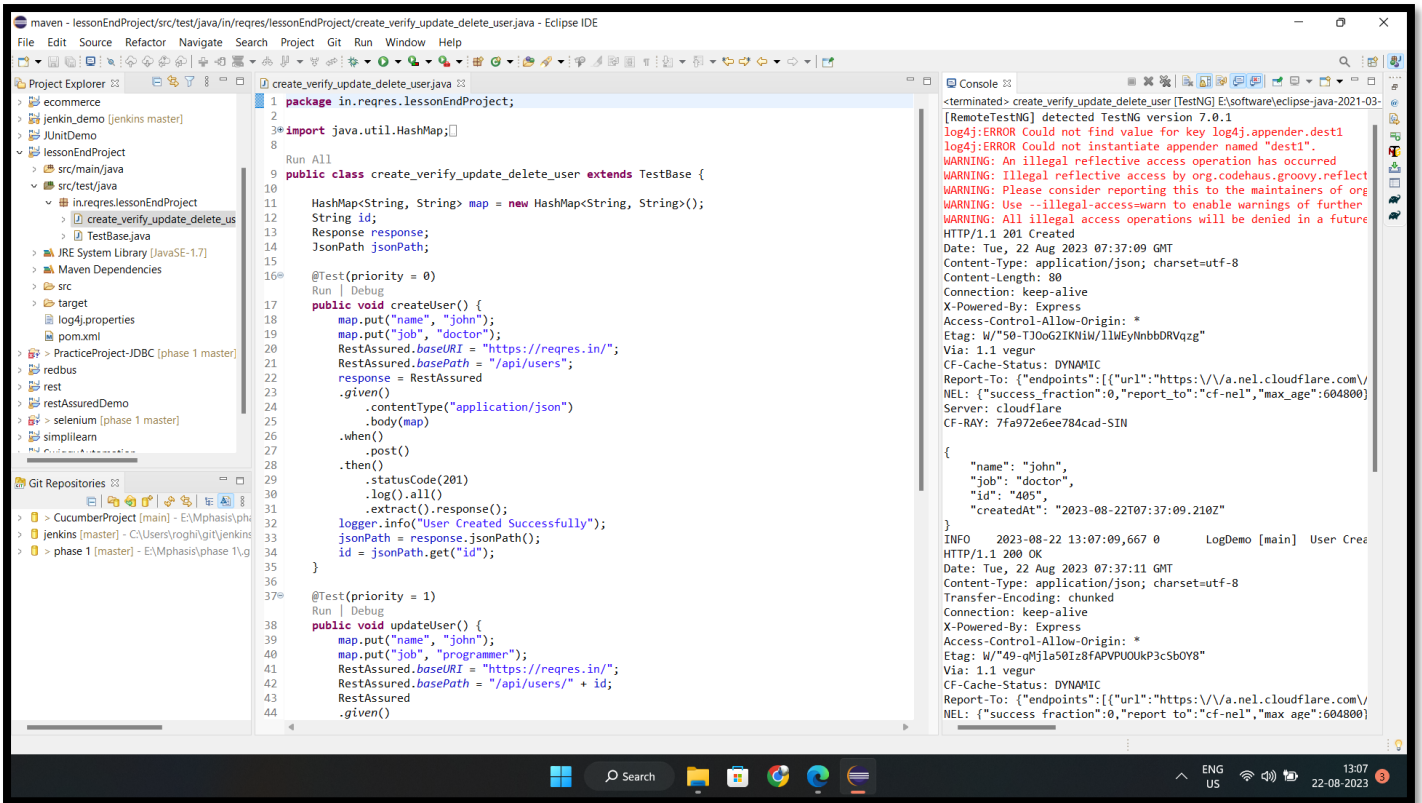 maven - lessonEndProject/src/test/java/in/reqres/lessonEndProject/create_verify_update_delete_user.java - Eclipse IDE
File Edit Source Refactor Navigate Search Project Git Run Window Help
Project Explorer
ecommerce
jenkin_demo [jenkins master]
JUnitDemo
lessonEndProject
src/main/java
src/test/java
in.reqres.lessonEndProject
create_verify_update_delete_us
TestBase.java
JRE System Library [JavaSE-1.7]
Maven Dependencies
src
target
log4j.properties
pom.xml
> PracticeProject-JDBC [phase 1 master]
redbus
rest
restAssuredDemo
> selenium [phase 1 master]
simplilearn
Git Repositories
> CucumberProject [main] - E:\Mphasis\pha
jenkins [master] - C:\Users\roghi\git\jenkins
> phase 1 [master] - E:\Mphasis\phase 1\.g
create_verify_update_delete_user.java
1 package in.reqres.lessonEndProject;
2
3 import java.util.HashMap;
8
Run All
9 public class create_verify_update_delete_user extends TestBase {
10
11 HashMap<String, String> map = new HashMap<String, String>();
12 String id;
13 Response response;
14 JsonPath jsonPath;
15
16 @Test(priority = 0)
Run | Debug
17 public void createUser() {
18 map.put("name", "john");
19 map.put("job", "doctor");
20 RestAssured.baseURI = "https://reqres.in/";
21 RestAssured.basePath = "/api/users";
22 response = RestAssured
23 .given()
24 .contentType("application/json")
25 .body(map)
26 .when()
27 .post()
28 .then()
29 .statusCode(201)
30 .log().all()
31 .extract().response();
32 logger.info("User Created Successfully");
33 jsonPath = response.jsonPath();
34 id = jsonPath.get("id");
35 }
36
37 @Test(priority = 1)
Run | Debug
38 public void updateUser() {
39 map.put("name", "john");
40 map.put("job", "programmer");
41 RestAssured.baseURI = "https://reqres.in/";
42 RestAssured.basePath = "/api/users/" + id;
43 RestAssured
44 .given()
Console
<terminated> create_verify_update_delete_user [TestNG] E:\software\eclipse-java-2021-03-
[RemoteTestNG] detected TestNG version 7.0.1
log4j:ERROR Could not find value for key log4j.appender.dest1
log4j:ERROR Could not instantiate appender named "dest1".
WARNING: An illegal reflective access operation has occurred
WARNING: Illegal reflective access by org.codehaus.groovy.reflect
WARNING: Please consider reporting this to the maintainers of org
WARNING: Use --illegal-access=warn to enable warnings of further
WARNING: All illegal access operations will be denied in a future
HTTP/1.1 201 Created
Date: Tue, 22 Aug 2023 07:37:09 GMT
Content-Type: application/json; charset=utf-8
Content-Length: 80
Connection: keep-alive
X-Powered-By: Express
Access-Control-Allow-Origin: *
Etag: W/"50-TJOoG2IKNiW/llWEyNnbbDRVqzg"
Via: 1.1 vegur
CF-Cache-Status: DYNAMIC
Report-To: {"endpoints":[{"url":"https:\/\/a.nel.cloudflare.com\/
NEL: {"success_fraction":0,"report_to":"cf-nel","max_age":604800}
Server: cloudflare
CF-RAY: 7fa972e6ee784cad-SIN
{
"name": "john",
"job": "doctor",
"id": "405",
"createdAt": "2023-08-22T07:37:09.210Z"
}
INFO 2023-08-22 13:07:09,667 0 LogDemo [main] User Crea
HTTP/1.1 200 OK
Date: Tue, 22 Aug 2023 07:37:11 GMT
Content-Type: application/json; charset=utf-8
Transfer-Encoding: chunked
Connection: keep-alive
X-Powered-By: Express
Access-Control-Allow-Origin: *
Etag: W/"49-qMjla50Iz8fAPVPUOUkP3cSbOY8"
Via: 1.1 vegur
CF-Cache-Status: DYNAMIC
Report-To: {"endpoints":[{"url":"https:\/\/a.nel.cloudflare.com\/
NEL: {"success_fraction":0,"report_to":"cf-nel","max_age":604800}
Search
ENG
US
13:07
22-08-2023
3